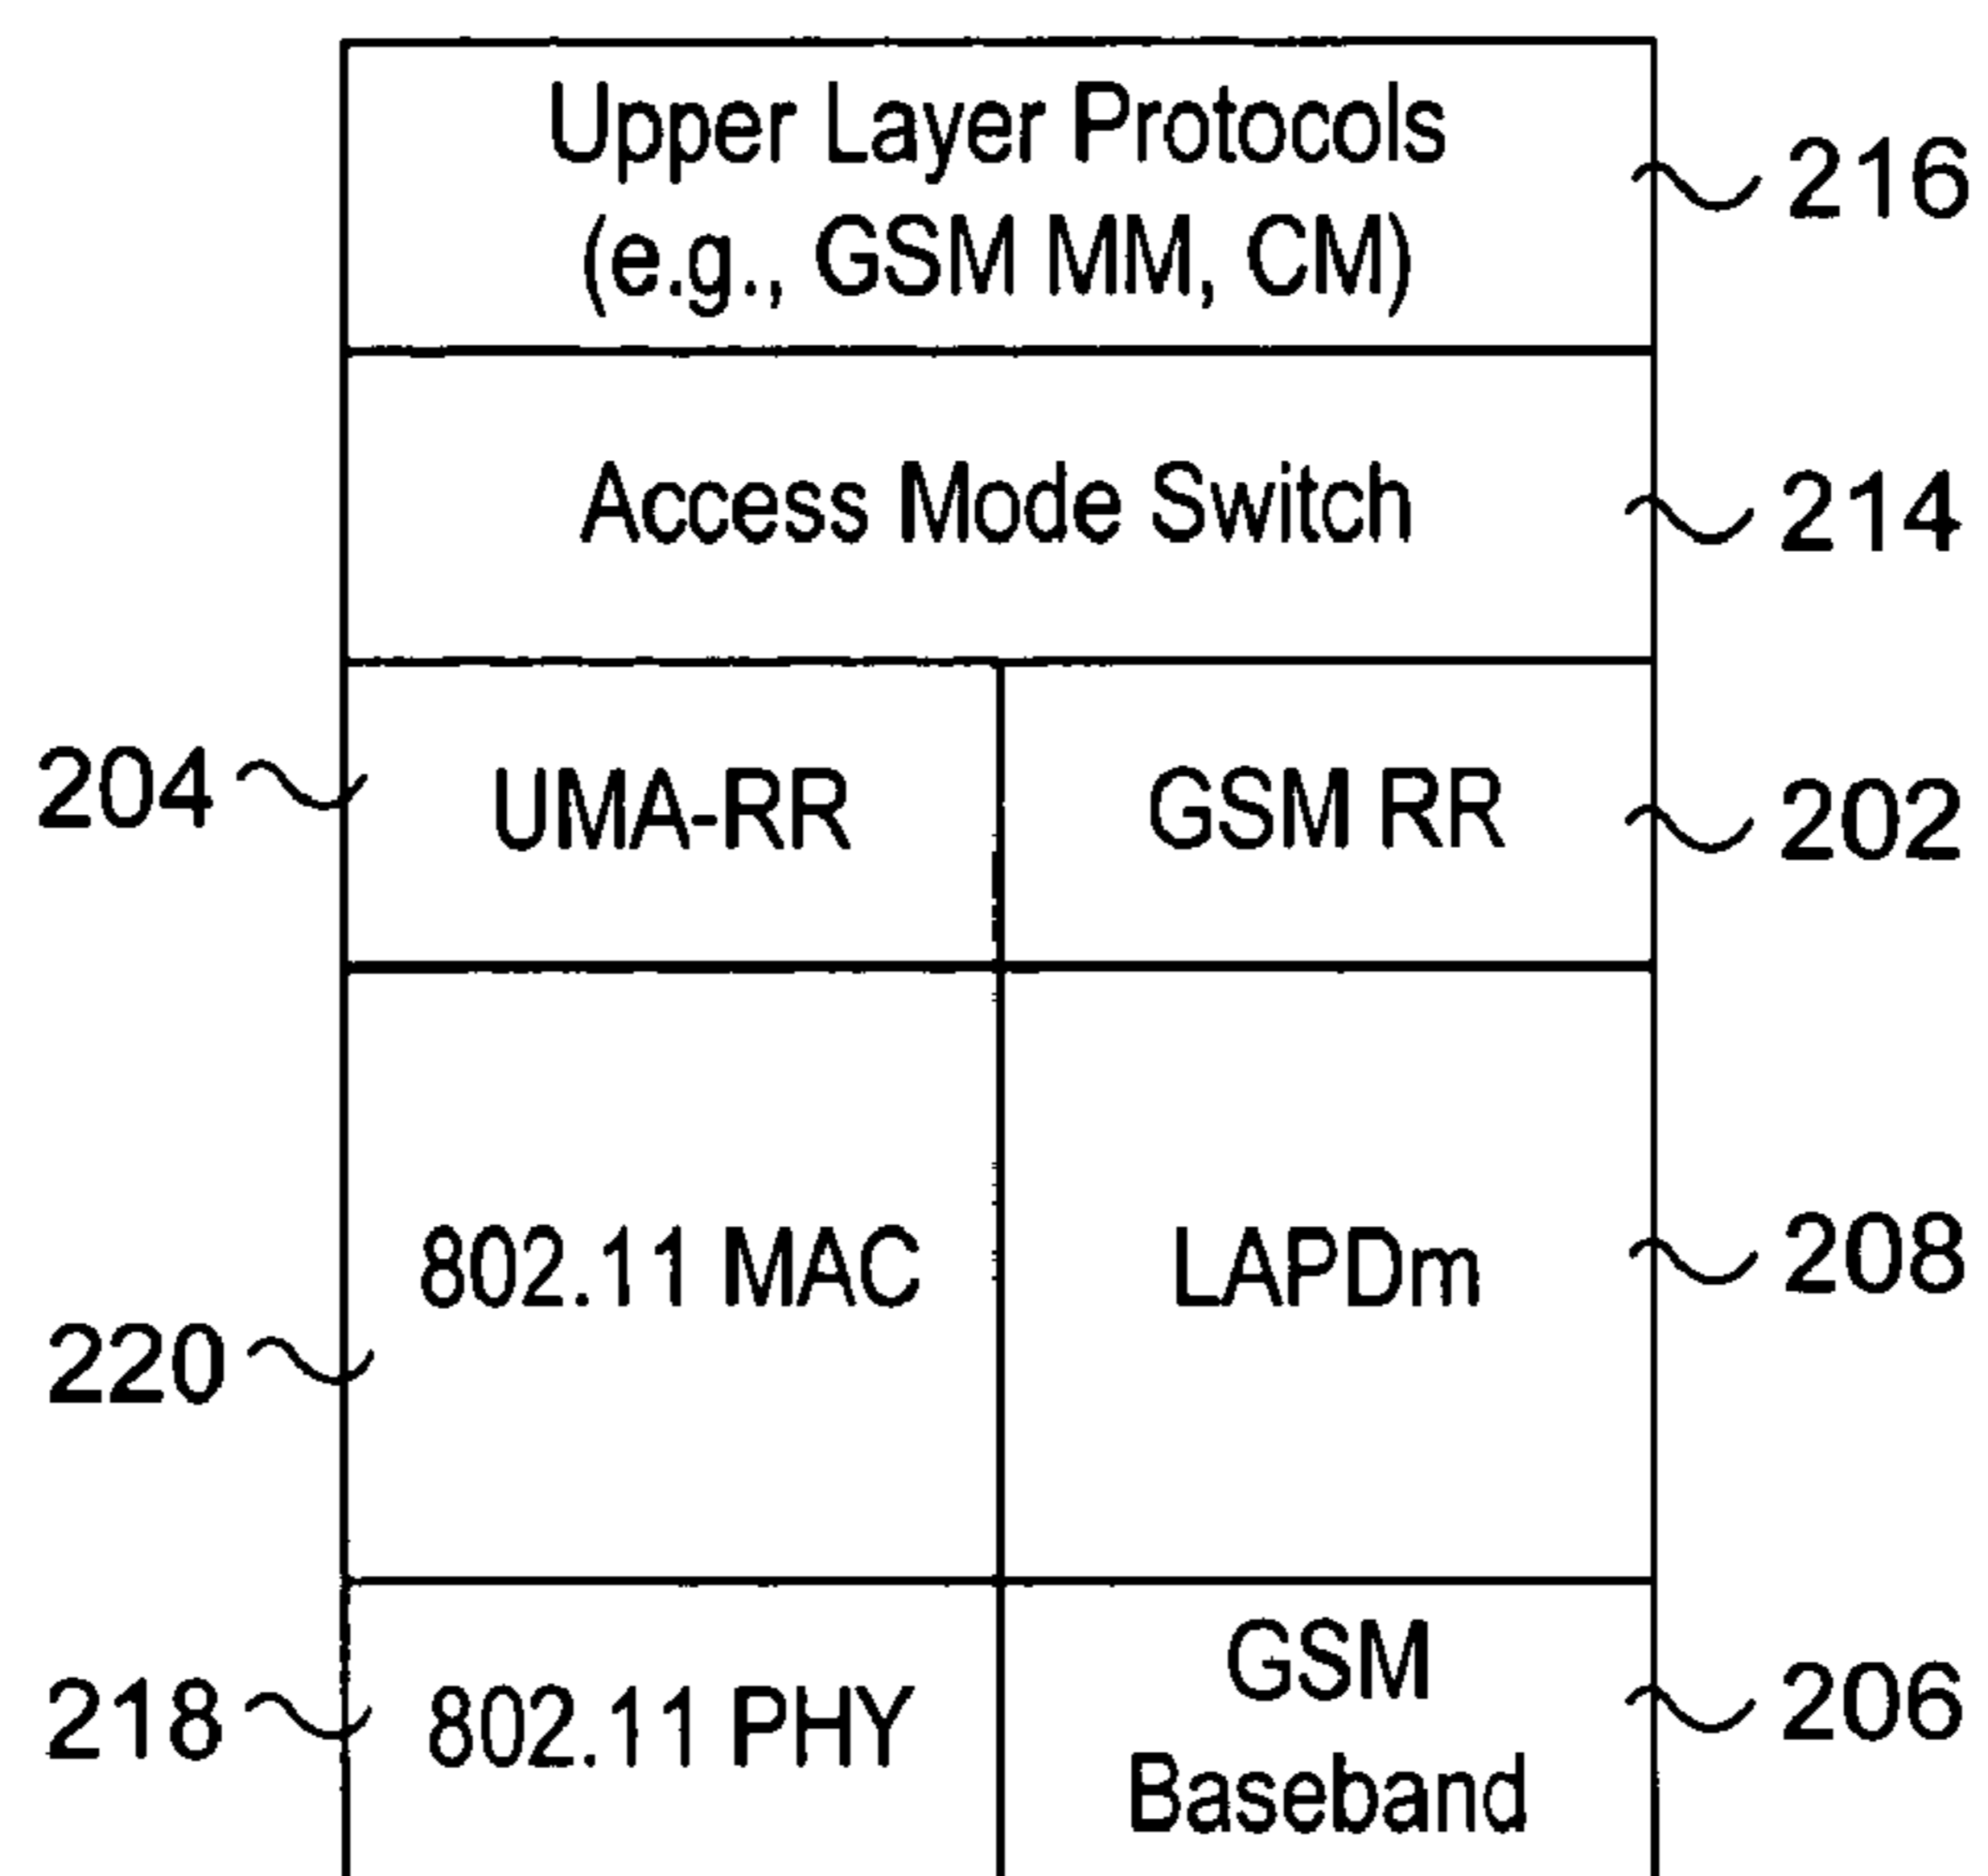 Upper Layer Protocols
(e.g., GSM MM, CM)
216
Access Mode Switch
214
204
UMA-RR
GSM RR
202
802.11 MAC
LAPDm
208
220
218
802.11 PHY
GSM
Baseband
206